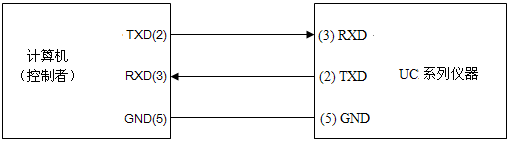 TXD(2)
(3) RXD
计算机
(控制者)
RXD(3)
(2) TXD
UC 系列仪器
GND(5)
(5) GND